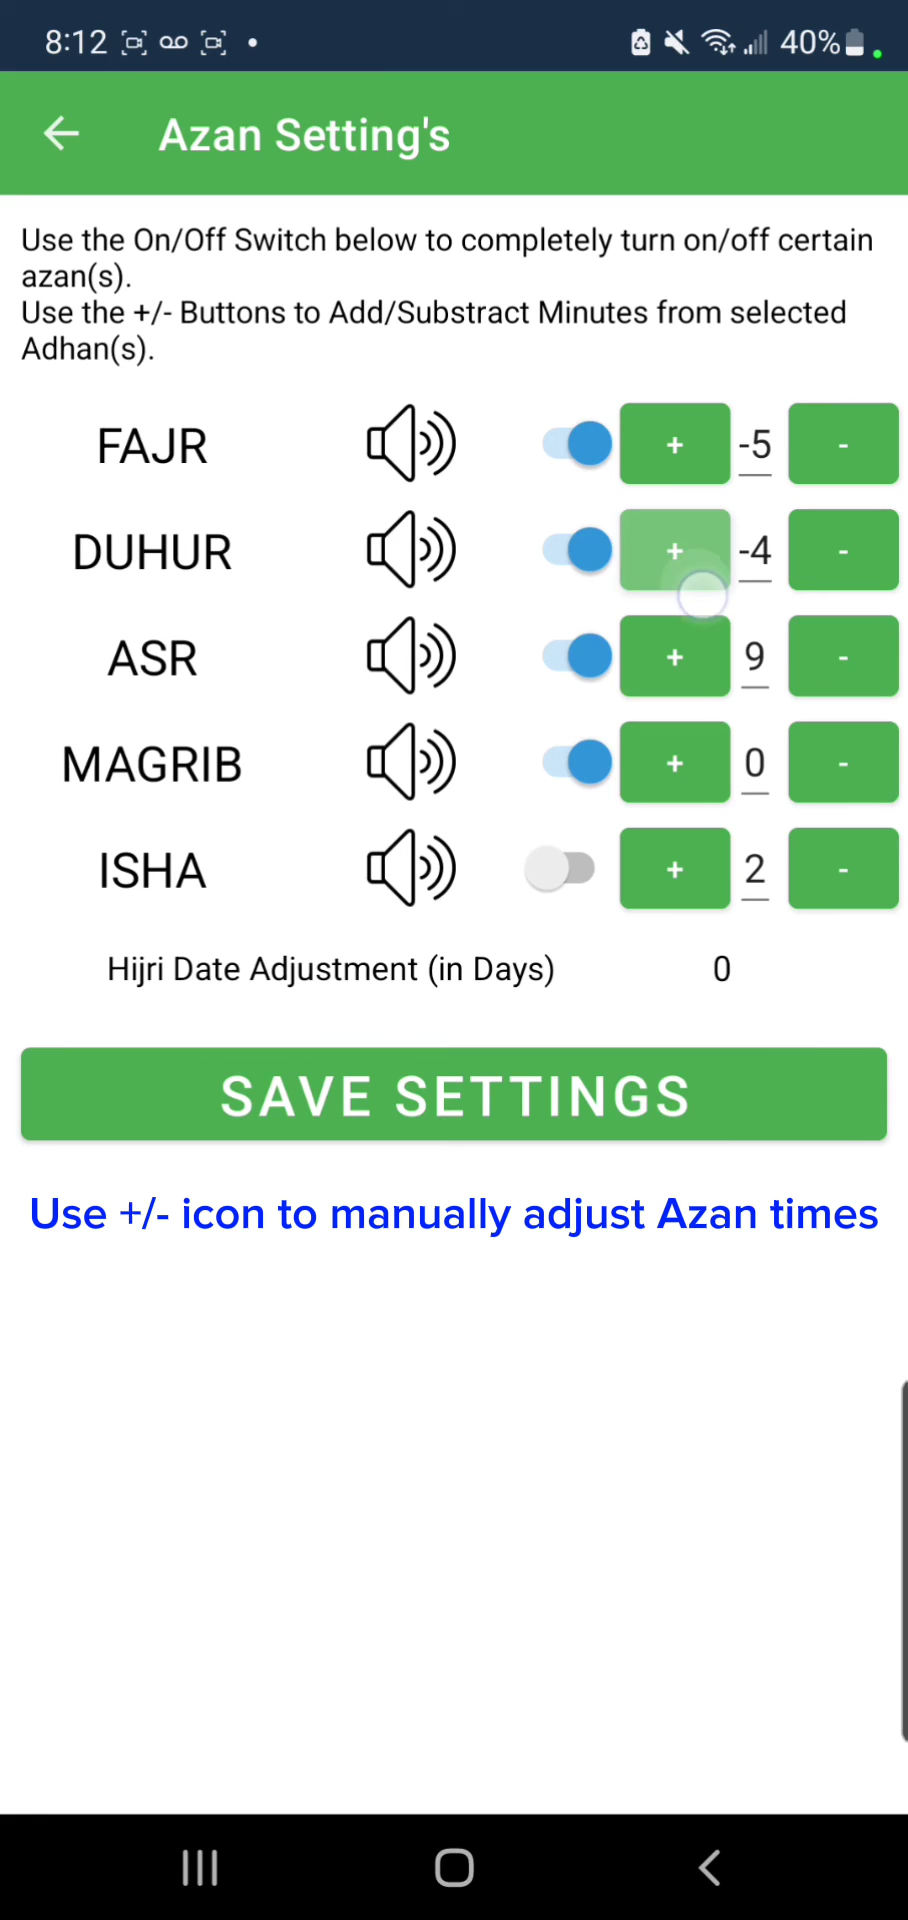 8:12 40%
Azan Setting's
Use the On/Off Switch below to completely turn on/off certain
azan(s).
Use the +/- Buttons to Add/Substract Minutes from selected
Adhan(s).
FAJR + -5 -
DUHUR + -4 -
ASR + 9 -
MAGRIB + 0 -
ISHA + 2 -
Hijri Date Adjustment (in Days) 0
SAVE SETTINGS
Use +/- icon to manually adjust Azan times